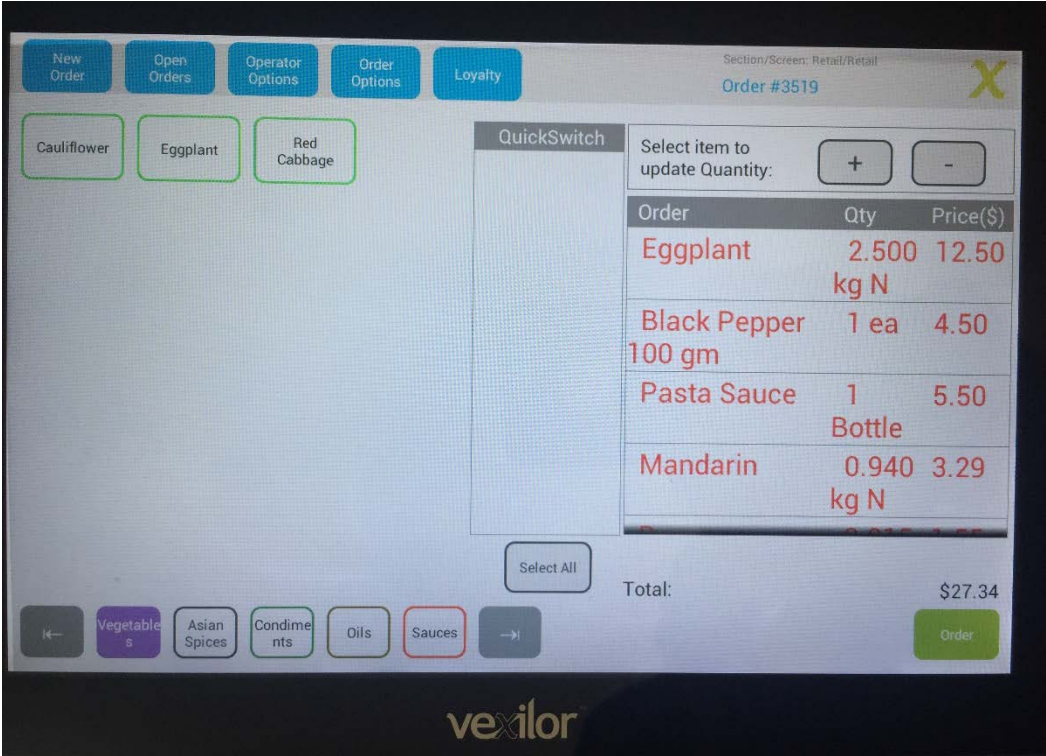 New
Order
Open
Orders
Operator
Options
Order
Options
Loyalty
Section/Screen: Retail/Retail
Order #3519
X
Cauliflower
Eggplant
Red
Cabbage
QuickSwitch
Select item to
update Quantity:
+
-
Order Qty Price($)
Eggplant 2.500 12.50
kg N
Black Pepper 1 ea 4.50
100 gm
Pasta Sauce 1 5.50
Bottle
Mandarin 0.940 3.29
kg N
Select All
Total: $27.34
Vegetable
s
Asian
Spices
Condime
nts
Oils
Sauces
Order
vexilor